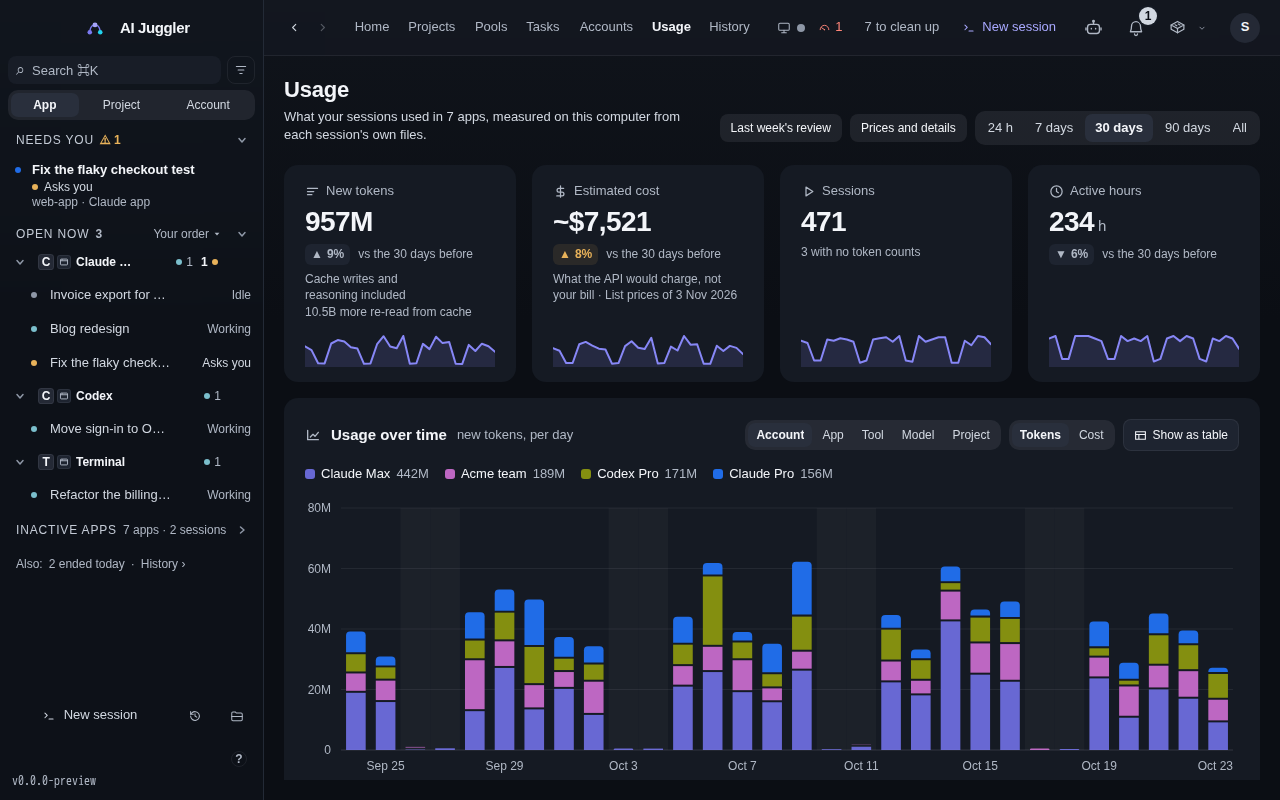 AI Juggler
Search ⌘K
App Project Account
NEEDS YOU 1
Fix the flaky checkout test
Asks you
web-app · Claude app
OPEN NOW 3 Your order
C Claude … 1 1
Invoice export for … Idle
Blog redesign Working
Fix the flaky check… Asks you
C Codex 1
Move sign-in to O… Working
T Terminal 1
Refactor the billing… Working
INACTIVE APPS 7 apps · 2 sessions
Also: 2 ended today · History ›
New session
?
v0.0.0-preview
Home Projects Pools Tasks Accounts Usage History 1 7 to clean up New session 1 S
Usage
What your sessions used in 7 apps, measured on this computer from
each session's own files.
Last week's review Prices and details 24 h 7 days 30 days 90 days All
New tokens
957M
▲ 9% vs the 30 days before
Cache writes and
reasoning included
10.5B more re-read from cache
Estimated cost
~$7,521
▲ 8% vs the 30 days before
What the API would charge, not
your bill · List prices of 3 Nov 2026
Sessions
471
3 with no token counts
Active hours
234 h
▼ 6% vs the 30 days before
Usage over time new tokens, per day
Account App Tool Model Project Tokens Cost Show as table
Claude Max 442M Acme team 189M Codex Pro 171M Claude Pro 156M
80M
60M
40M
20M
0
Sep 25 Sep 29 Oct 3 Oct 7 Oct 11 Oct 15 Oct 19 Oct 23